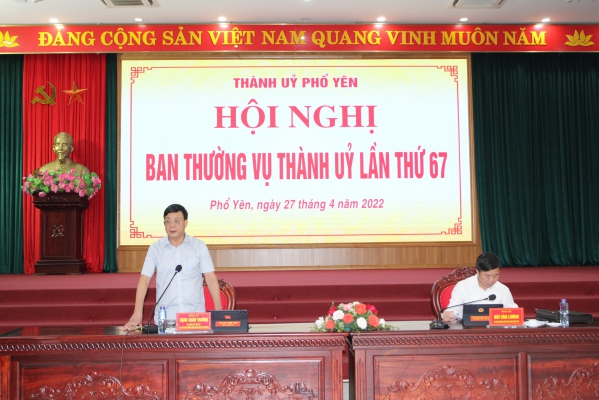 ĐẢNG CỘNG SẢN VIỆT NAM QUANG VINH MUÔN NĂM
THÀNH UỶ PHỔ YÊN
HỘI NGHỊ
BAN THƯỜNG VỤ THÀNH UỶ LẦN THỨ 67
Phổ Yên, ngày 27 tháng 4 năm 2022